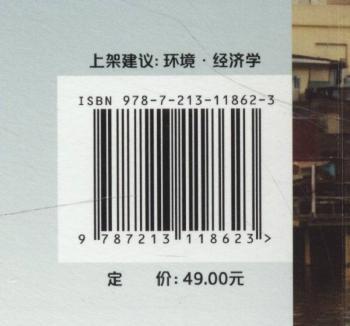 上架建议: 环境 · 经济学
ISBN 978-7-213-11862-3
9 787213 118623 >
定 价: 49.00元